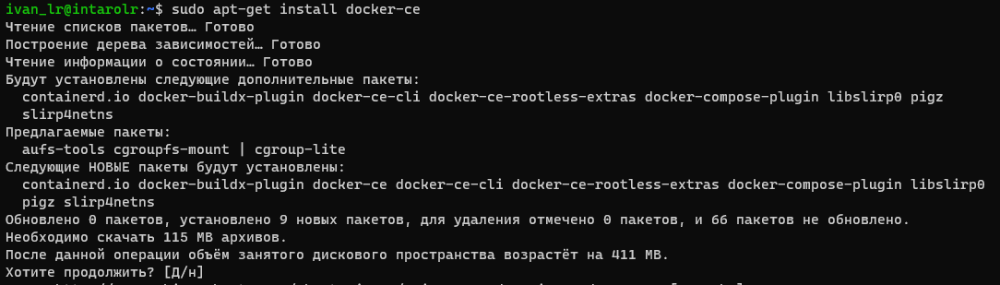 ivan_lr@intarolr:~$ sudo apt-get install docker-ce
Чтение списков пакетов… Готово
Построение дерева зависимостей… Готово
Чтение информации о состоянии… Готово
Будут установлены следующие дополнительные пакеты:
  containerd.io docker-buildx-plugin docker-ce-cli docker-ce-rootless-extras docker-compose-plugin libslirp0 pigz
  slirp4netns
Предлагаемые пакеты:
  aufs-tools cgroupfs-mount | cgroup-lite
Следующие НОВЫЕ пакеты будут установлены:
  containerd.io docker-buildx-plugin docker-ce docker-ce-cli docker-ce-rootless-extras docker-compose-plugin libslirp0
  pigz slirp4netns
Обновлено 0 пакетов, установлено 9 новых пакетов, для удаления отмечено 0 пакетов, и 66 пакетов не обновлено.
Необходимо скачать 115 MB архивов.
После данной операции объём занятого дискового пространства возрастёт на 411 MB.
Хотите продолжить? [Д/н]